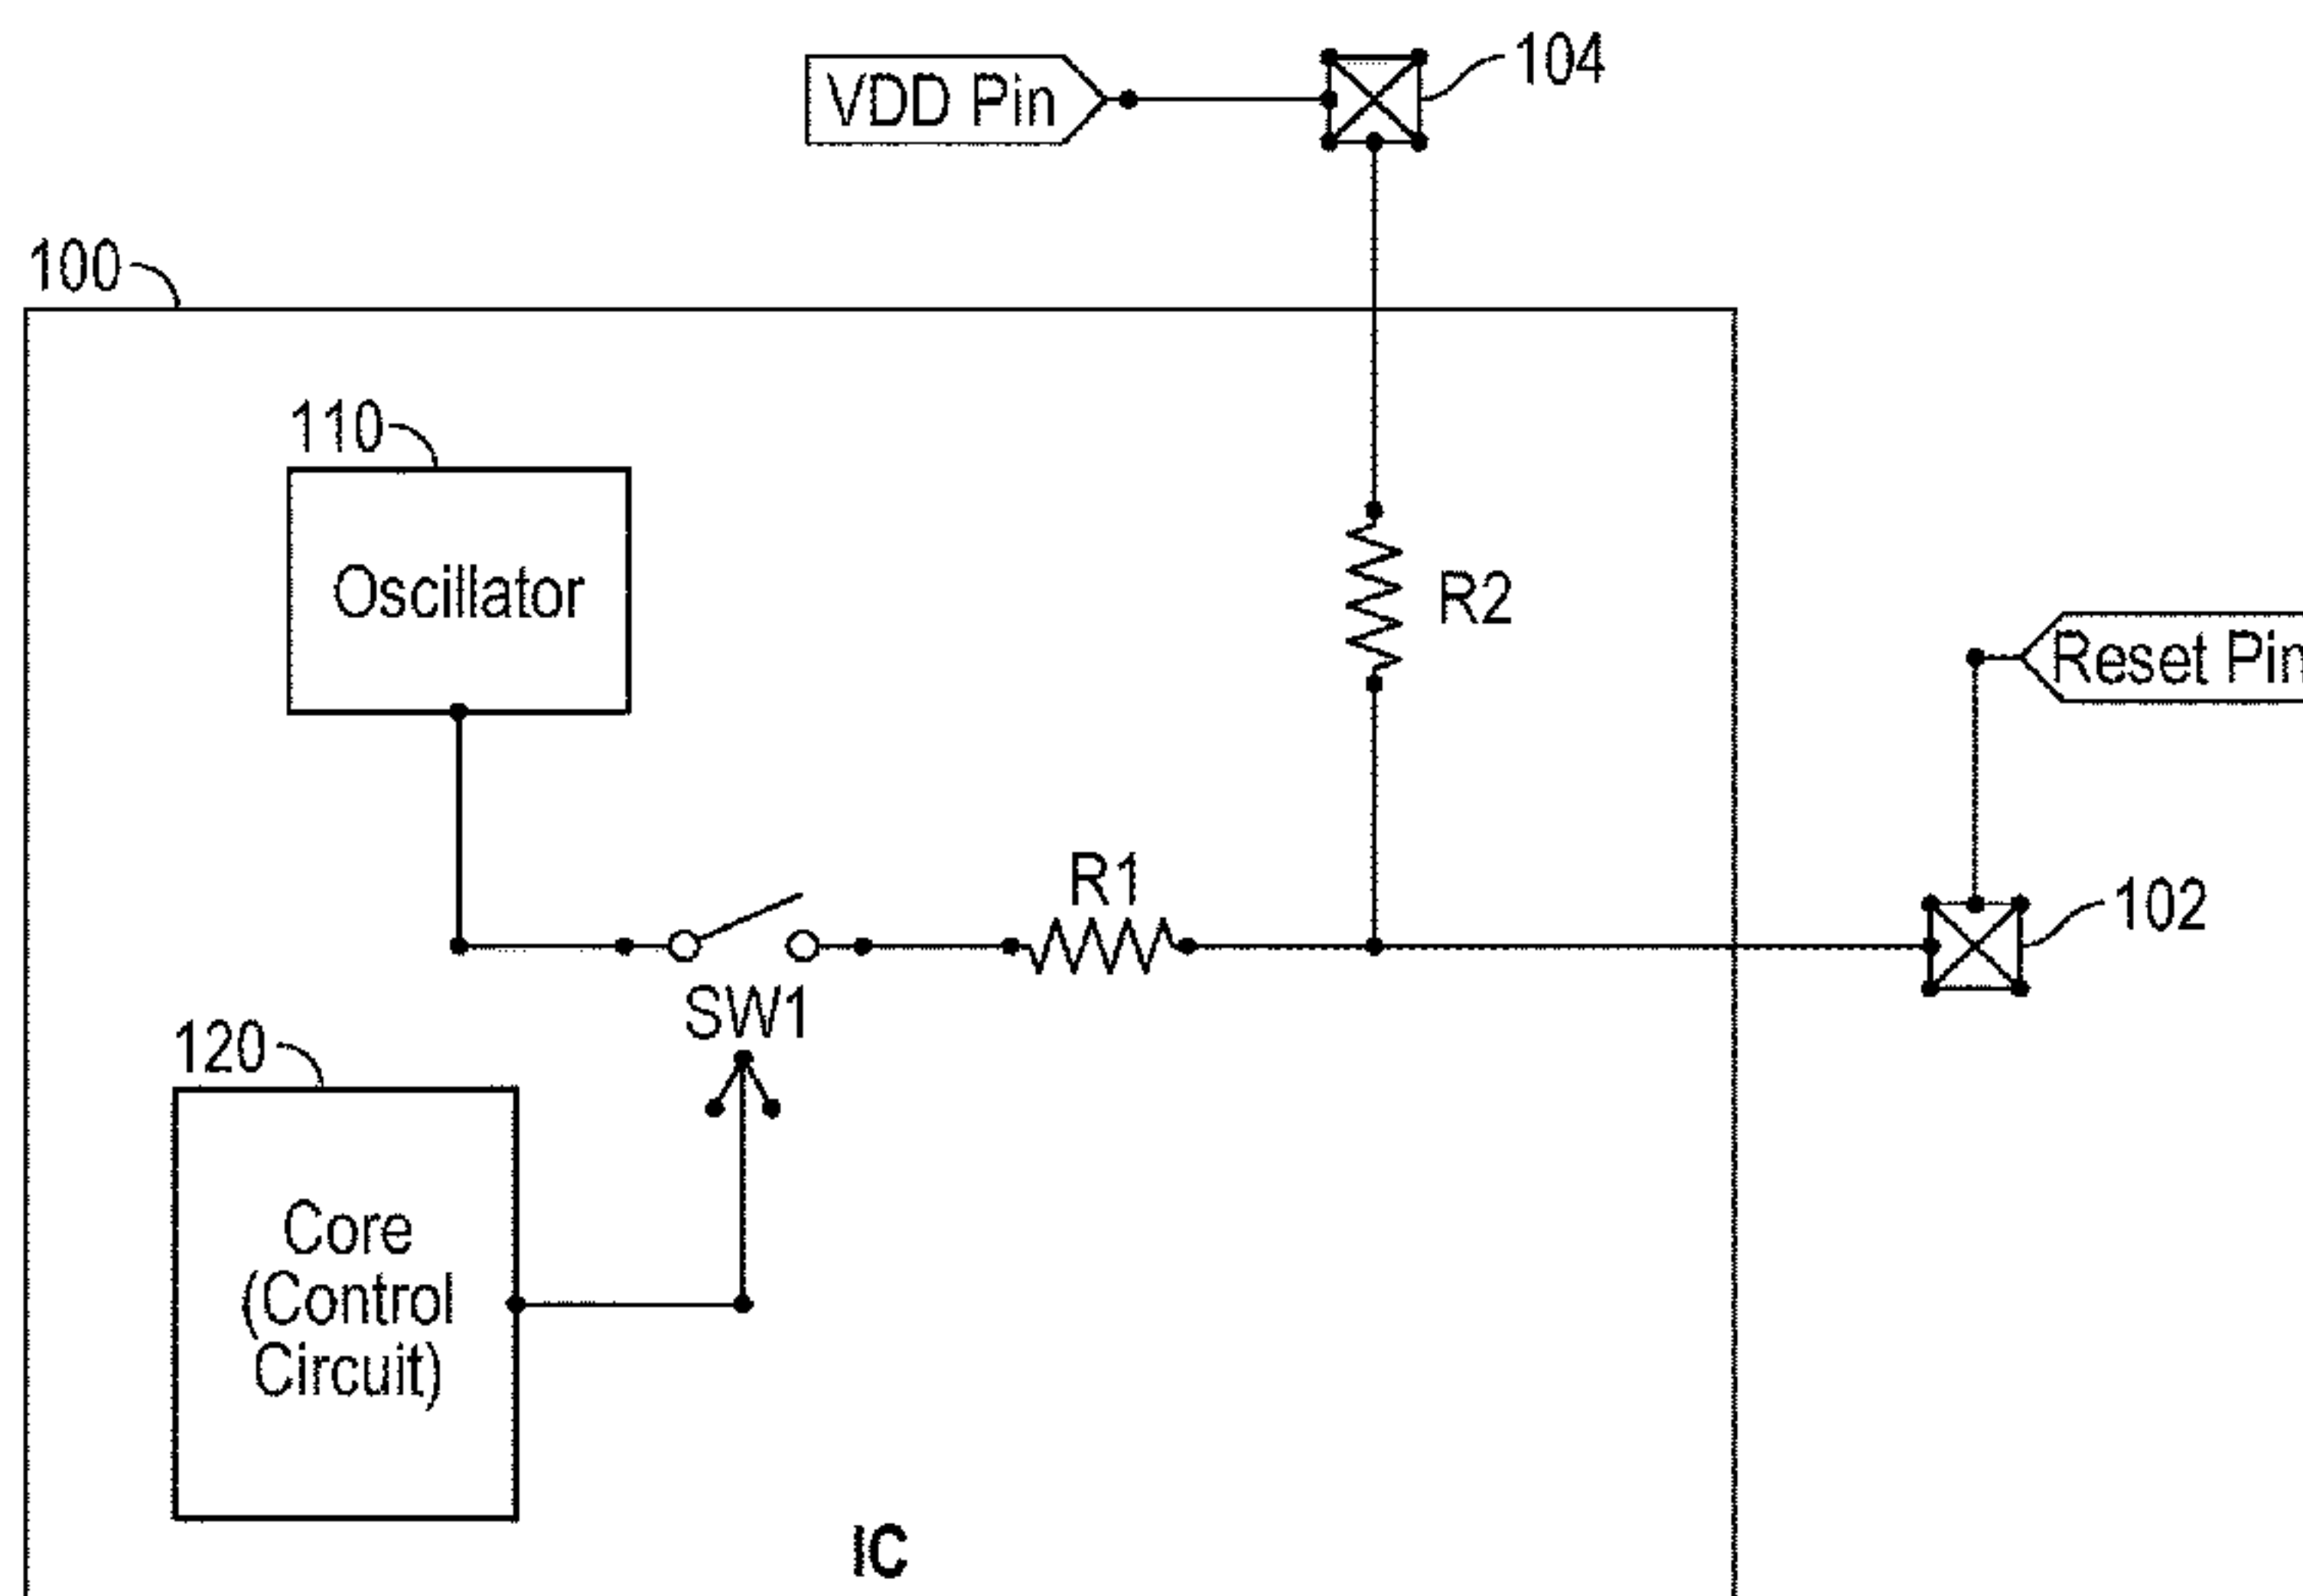 VDD Pin
104
100
110
Oscillator
R2
Reset Pin
R1
102
SW1
120
Core
(Control
Circuit)
IC